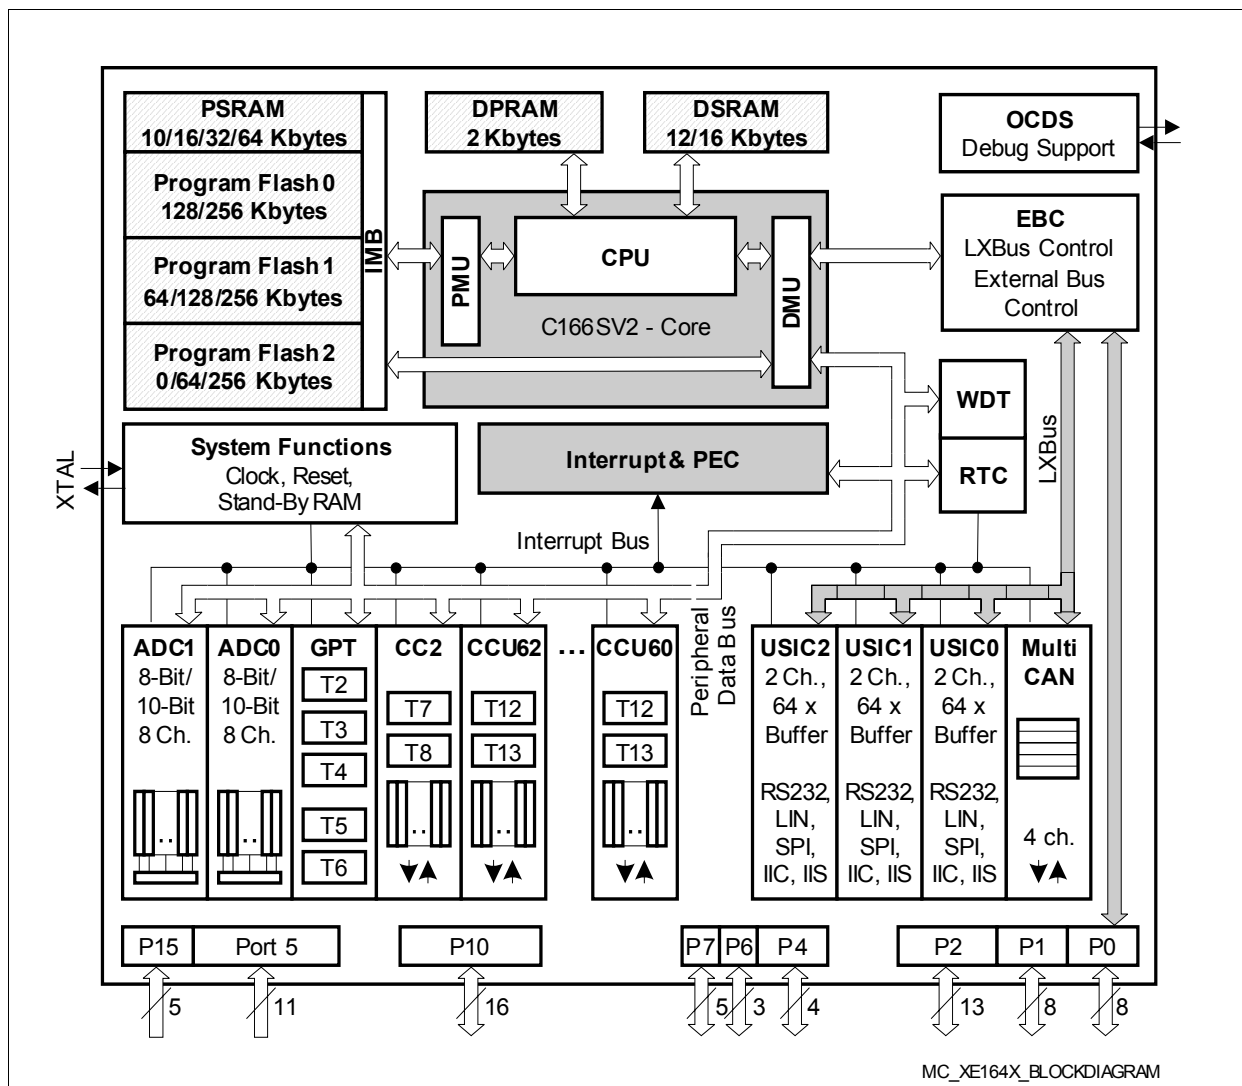 PSRAM
10/16/32/64 Kbytes
Program Flash 0
128/256 Kbytes
Program Flash 1
64/128/256 Kbytes
Program Flash 2
0/64/256 Kbytes
IMB
DPRAM
2 Kbytes
DSRAM
12/16 Kbytes
OCDS
Debug Support
PMU
CPU
DMU
C166SV2 - Core
EBC
LXBus Control
External Bus
Control
XTAL
System Functions
Clock, Reset,
Stand-By RAM
Interrupt & PEC
WDT
RTC
LXBus
Interrupt Bus
Peripheral
Data Bus
ADC1
8-Bit/
10-Bit
8 Ch.
ADC0
8-Bit/
10-Bit
8 Ch.
GPT
T2
T3
T4
T5
T6
CC2
T7
T8
CCU62
T12
T13
...
CCU60
T12
T13
USIC2
2 Ch.,
64 x
Buffer
RS232,
LIN,
SPI,
IIC, IIS
USIC1
2 Ch.,
64 x
Buffer
RS232,
LIN,
SPI,
IIC, IIS
USIC0
2 Ch.,
64 x
Buffer
RS232,
LIN,
SPI,
IIC, IIS
Multi
CAN
4 ch.
P15
Port 5
P10
P7
P6
P4
P2
P1
P0
5
11
16
5
3
4
13
8
8
MC_XE164X_BLOCKDIAGRAM